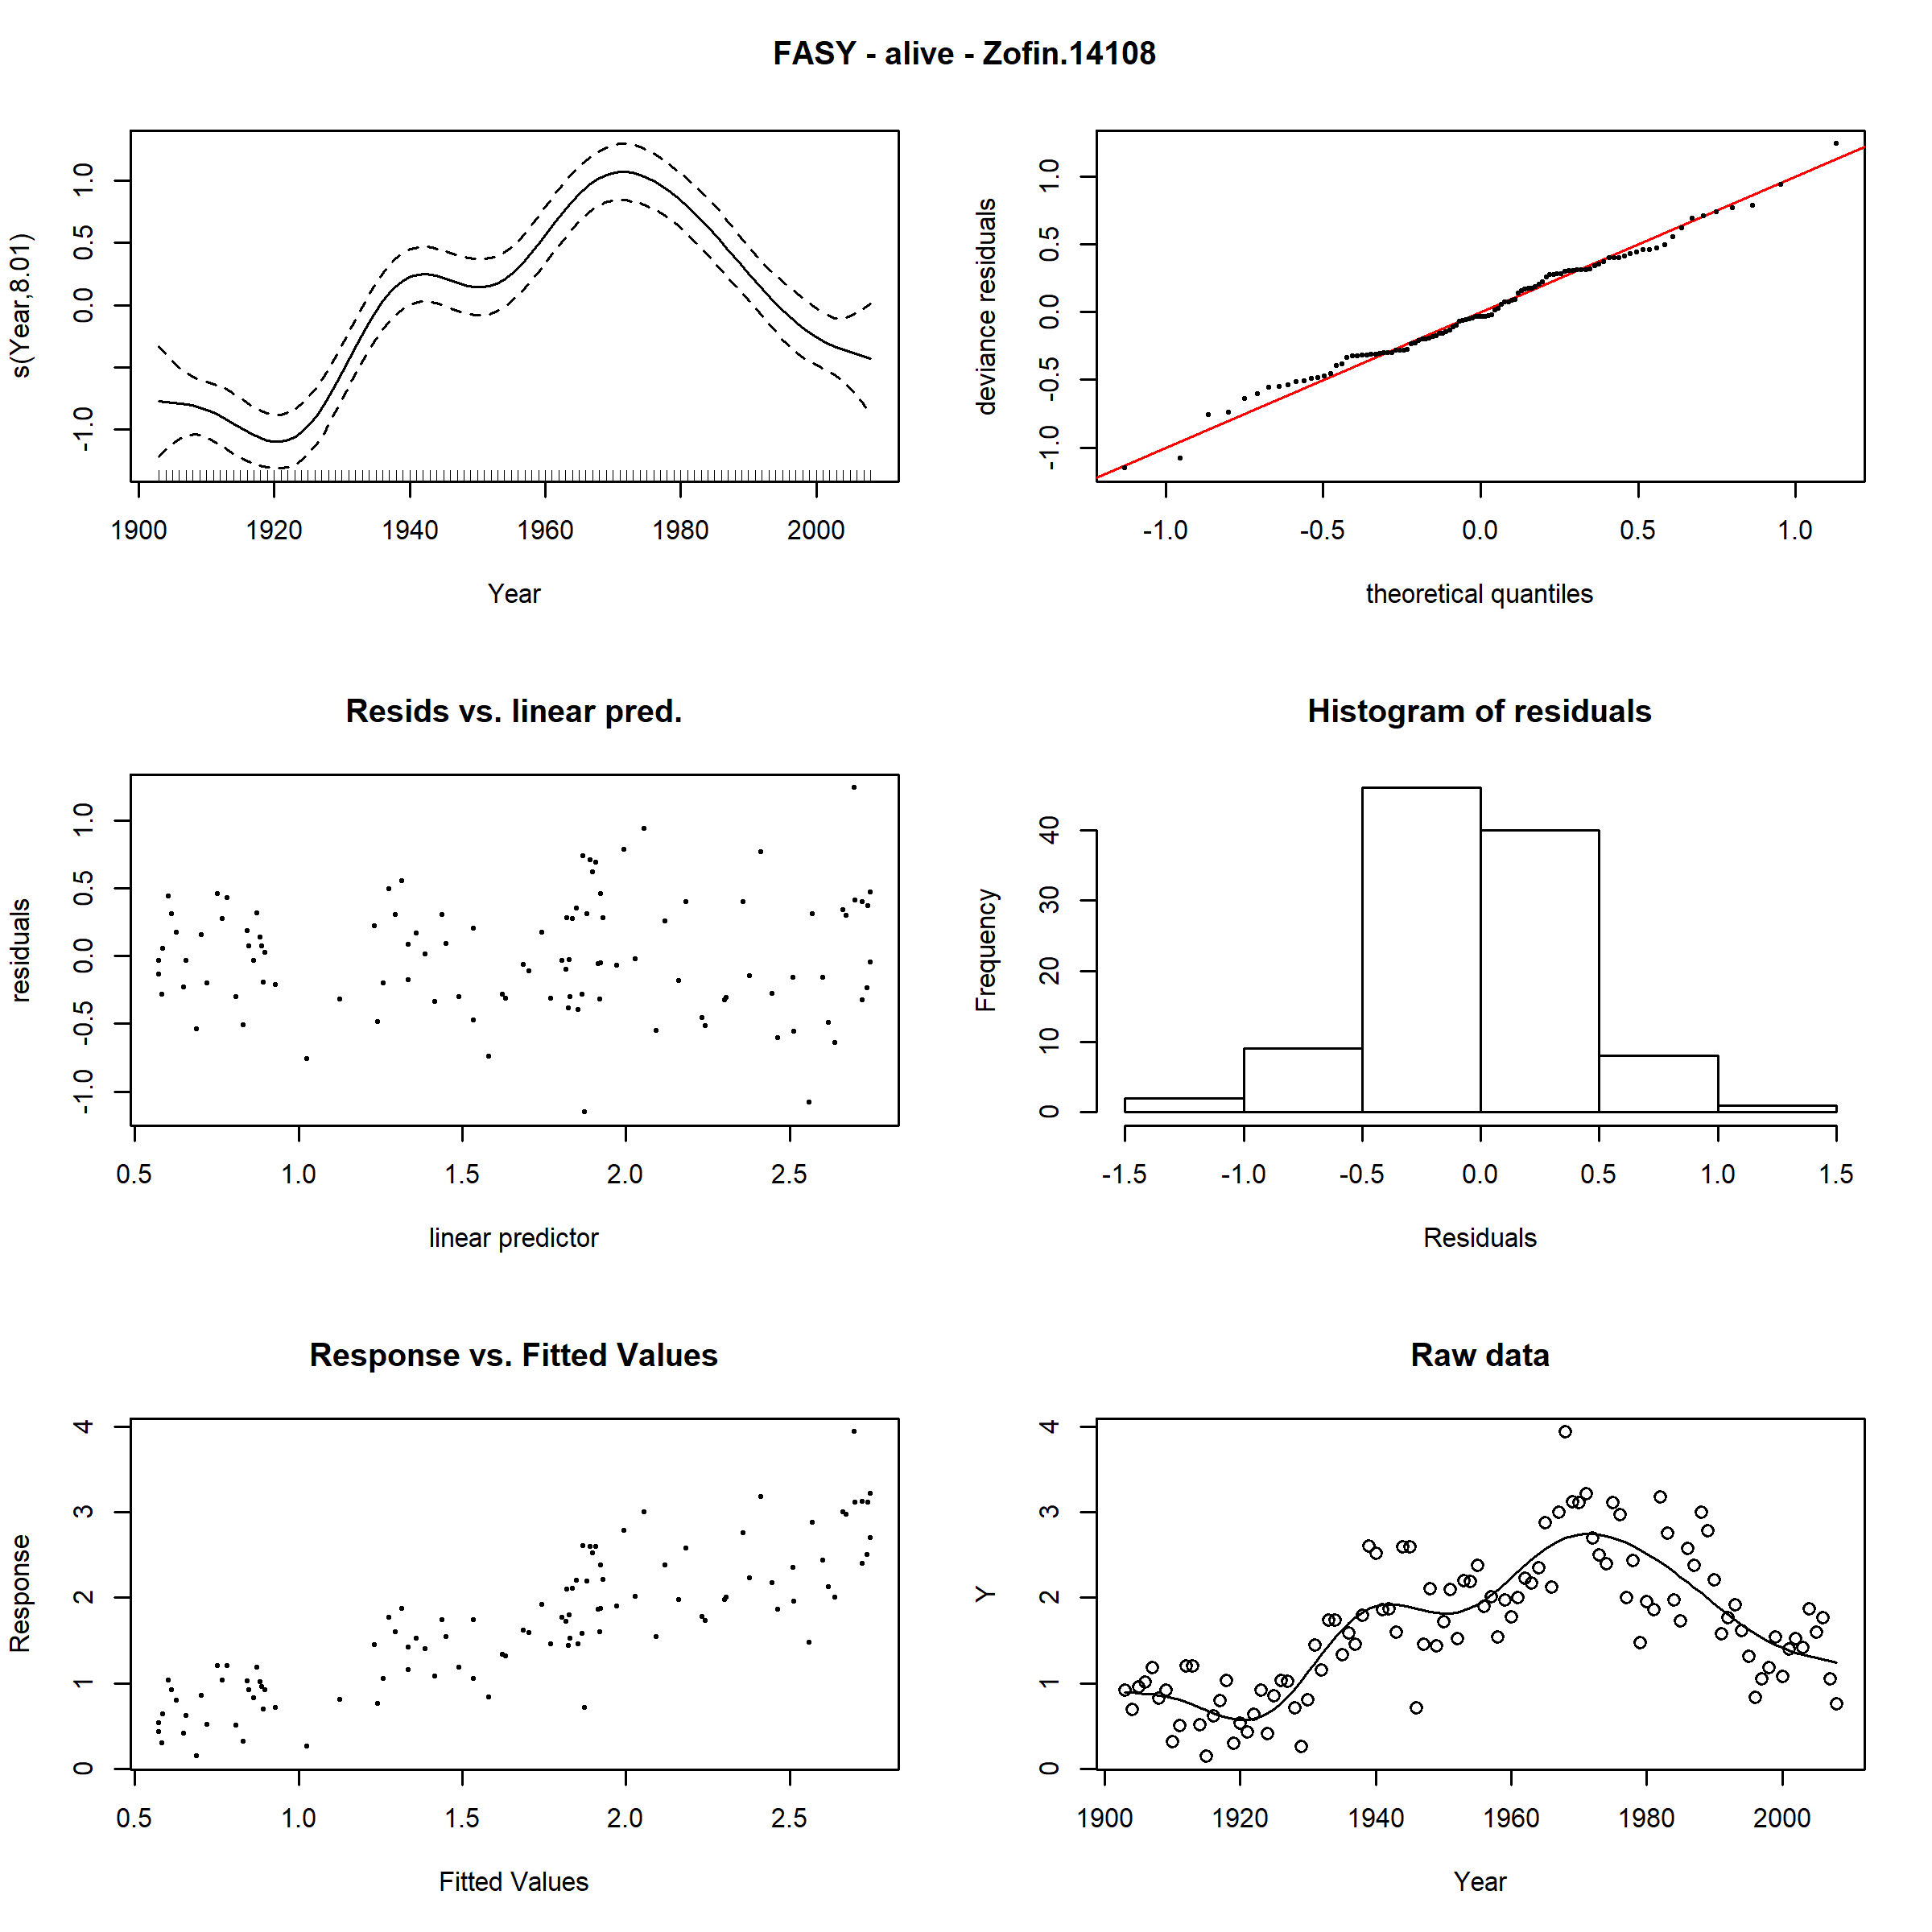 FASY - alive - Zofin.14108
s(Year,8.01)
-1.0 0.0 0.5 1.0
1900 1920 1940 1960 1980 2000
Year
deviance residuals
-1.0 -0.5 0.0 0.5 1.0
-1.0 -0.5 0.0 0.5 1.0
theoretical quantiles
Resids vs. linear pred.
residuals
-1.0 -0.5 0.0 0.5 1.0
0.5 1.0 1.5 2.0 2.5
linear predictor
Histogram of residuals
Frequency
0 10 20 30 40
-1.5 -1.0 -0.5 0.0 0.5 1.0 1.5
Residuals
Response vs. Fitted Values
Response
0 1 2 3 4
0.5 1.0 1.5 2.0 2.5
Fitted Values
Raw data
Y
0 1 2 3 4
1900 1920 1940 1960 1980 2000
Year